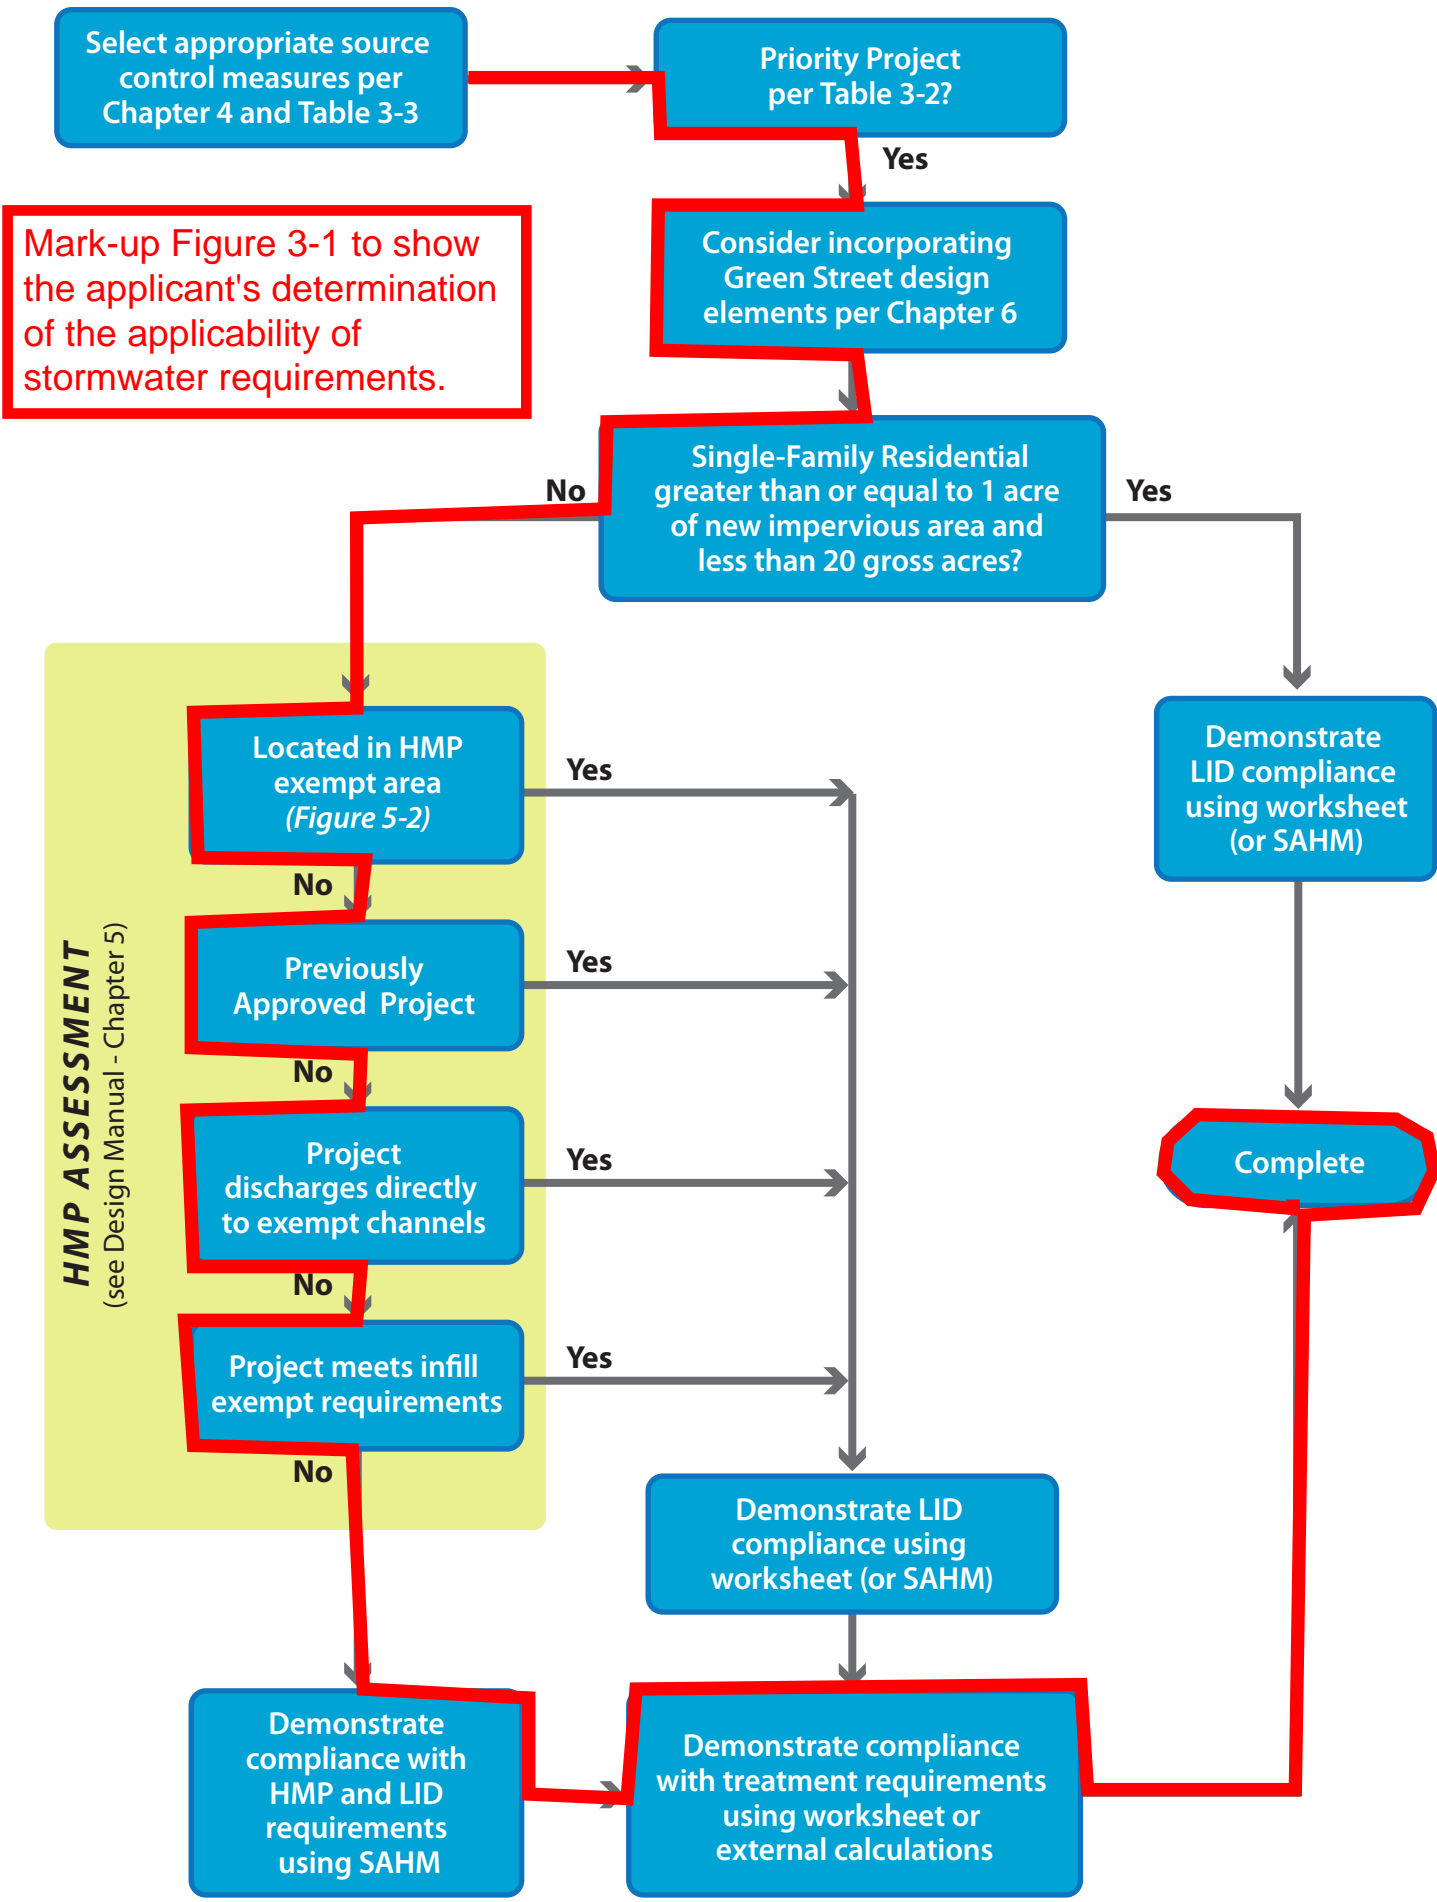 Select appropriate source
control measures per
Chapter 4 and Table 3-3
Priority Project
per Table 3-2?
Yes
Mark-up Figure 3-1 to show
the applicant's determination
of the applicability of
stormwater requirements.
Consider incorporating
Green Street design
elements per Chapter 6
Single-Family Residential
greater than or equal to 1 acre
of new impervious area and
less than 20 gross acres?
No
Yes
HMP ASSESSMENT
(see Design Manual - Chapter 5)
Located in HMP
exempt area
(Figure 5-2)
Yes
No
Previously
Approved Project
Yes
No
Project
discharges directly
to exempt channels
Yes
No
Project meets infill
exempt requirements
Yes
No
Demonstrate
LID compliance
using worksheet
(or SAHM)
Complete
Demonstrate LID
compliance using
worksheet (or SAHM)
Demonstrate
compliance with
HMP and LID
requirements
using SAHM
Demonstrate compliance
with treatment requirements
using worksheet or
external calculations